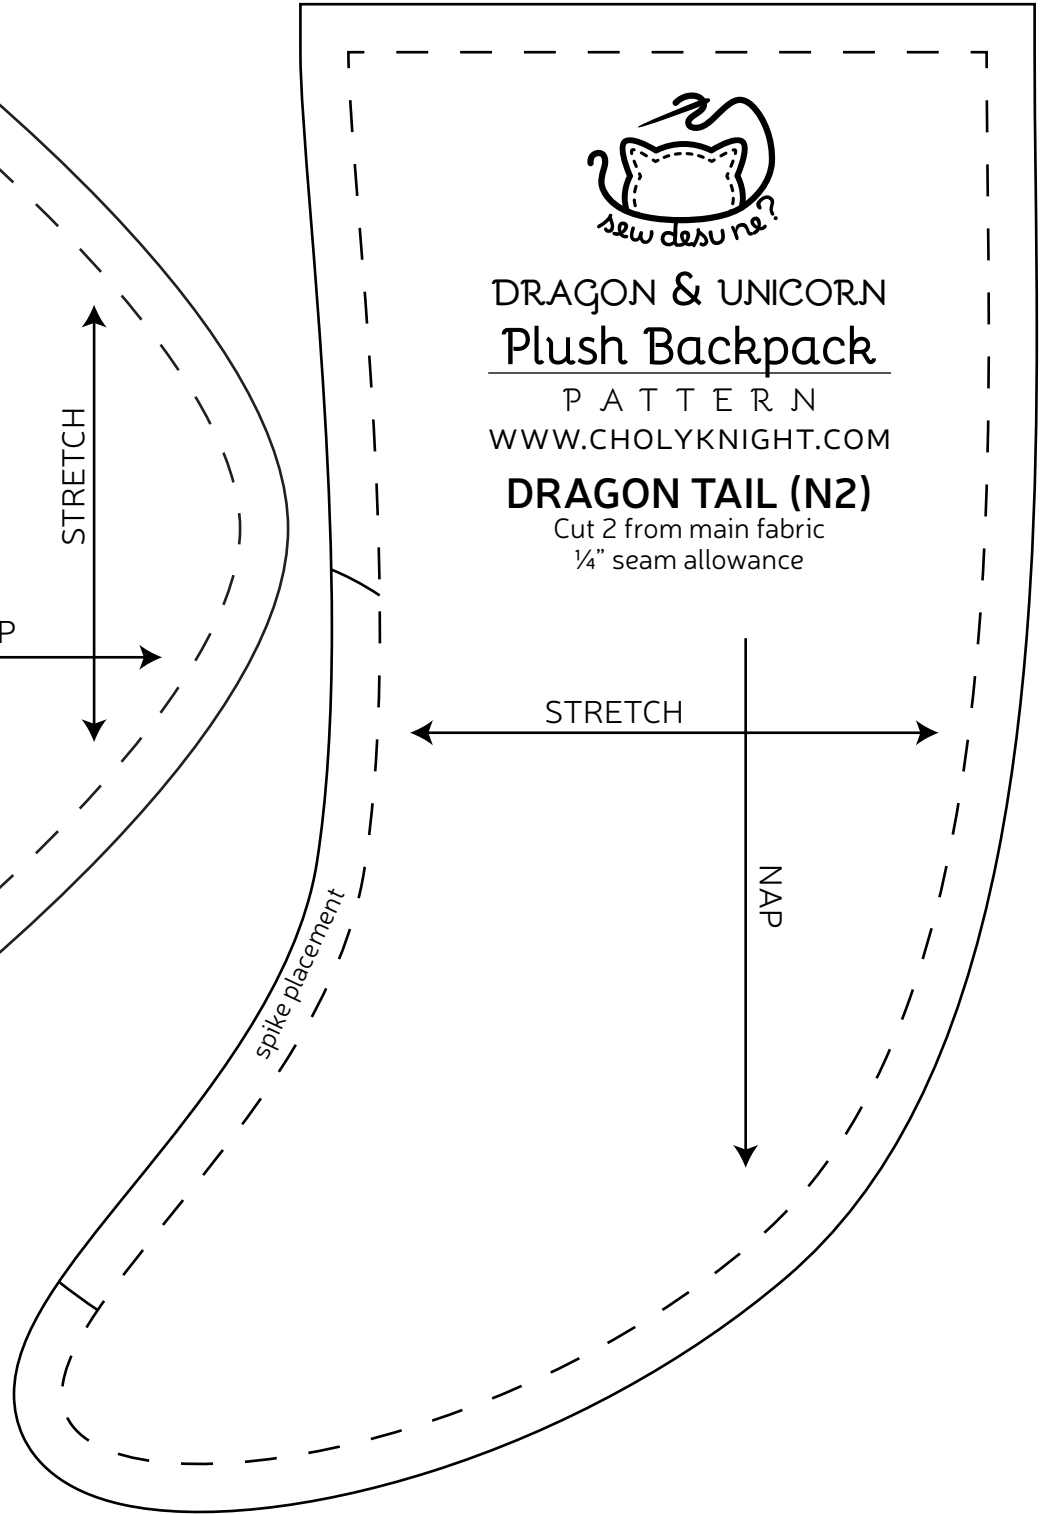 sew desu ne?
DRAGON & UNICORN
Plush Backpack
PATTERN
WWW.CHOLYKNIGHT.COM
DRAGON TAIL (N2)
Cut 2 from main fabric
¼” seam allowance
STRETCH
P
STRETCH
NAP
spike placement